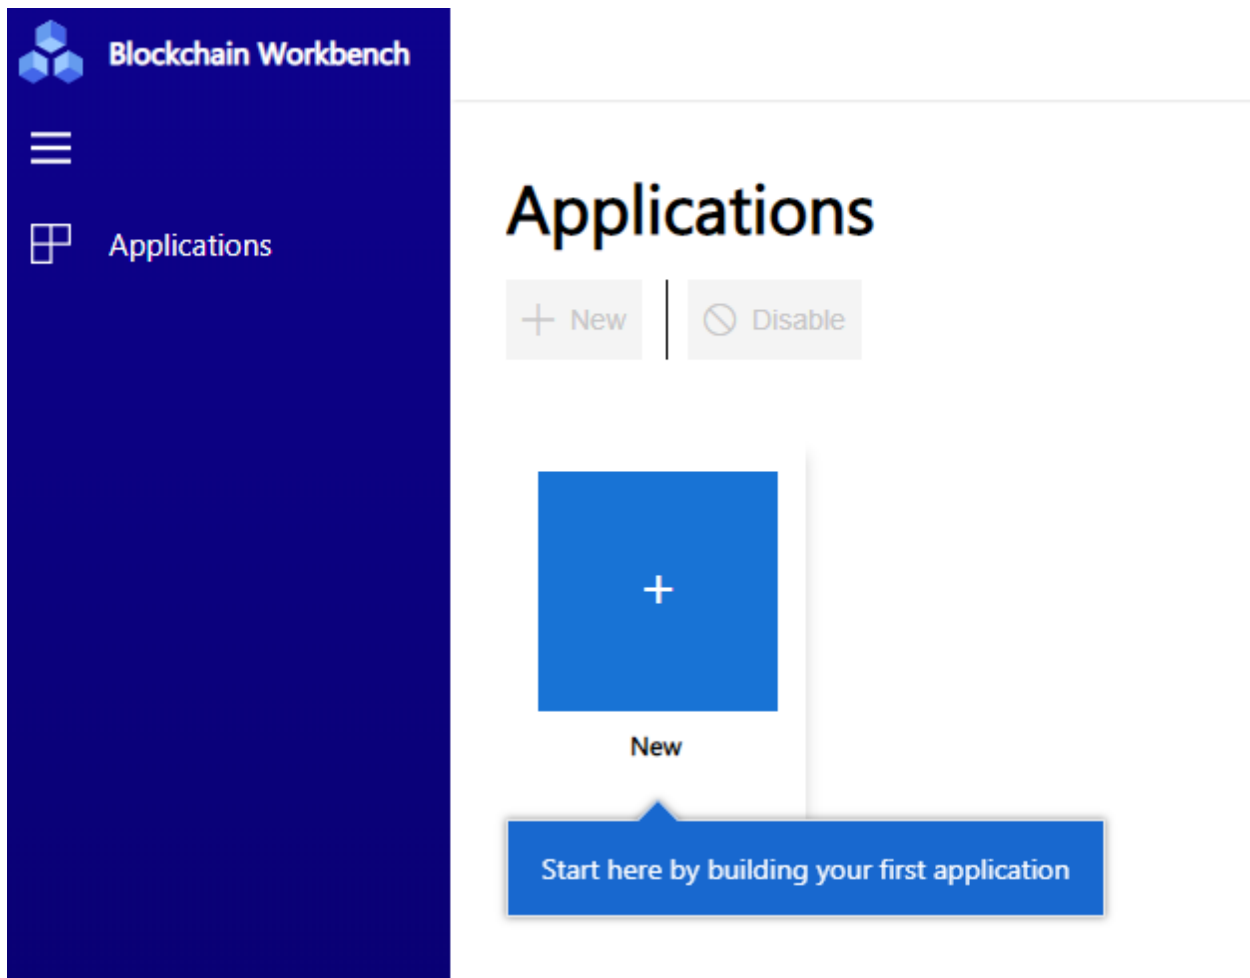 Blockchain Workbench
Applications
Applications
New
Disable
New
Start here by building your first application